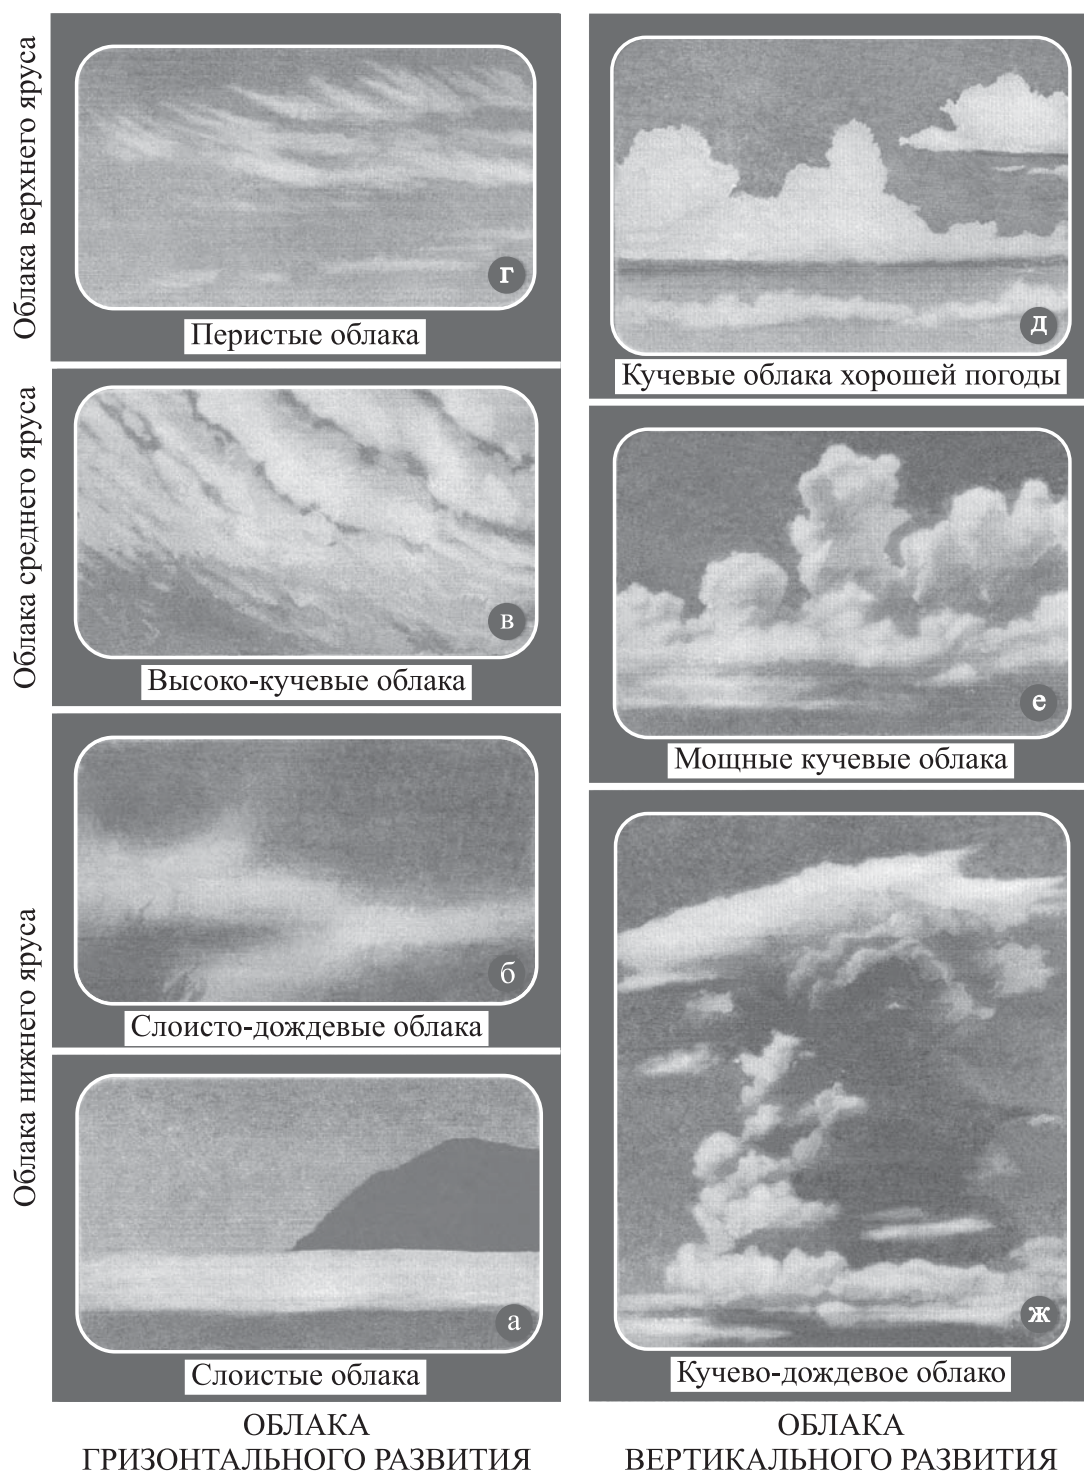 Облака верхнего яруса
г
Перистые облака
Облака среднего яруса
в
Высоко-кучевые облака
Облака нижнего яруса
б
Слоисто-дождевые облака
а
Слоистые облака
ОБЛАКА
ГРИЗОНТАЛЬНОГО РАЗВИТИЯ
д
Кучевые облака хорошей погоды
е
Мощные кучевые облака
ж
Кучево-дождевое облако
ОБЛАКА
ВЕРТИКАЛЬНОГО РАЗВИТИЯ